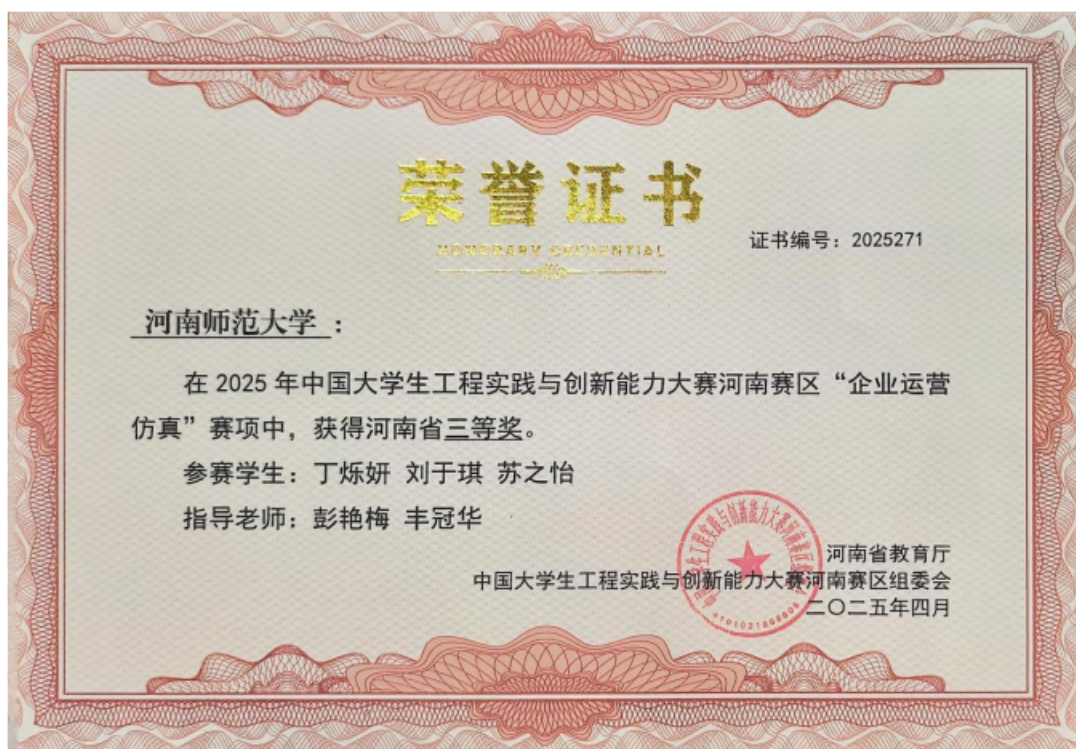 荣誉证书
HONORARY CREDENTIAL
证书编号：2025271
河南师范大学：
在 2025 年中国大学生工程实践与创新能力大赛河南赛区“企业运营
仿真”赛项中，获得河南省三等奖。
参赛学生：丁烁妍 刘于琪 苏之怡
指导老师：彭艳梅 丰冠华
河南省教育厅
中国大学生工程实践与创新能力大赛河南赛区组委会
二〇二五年四月